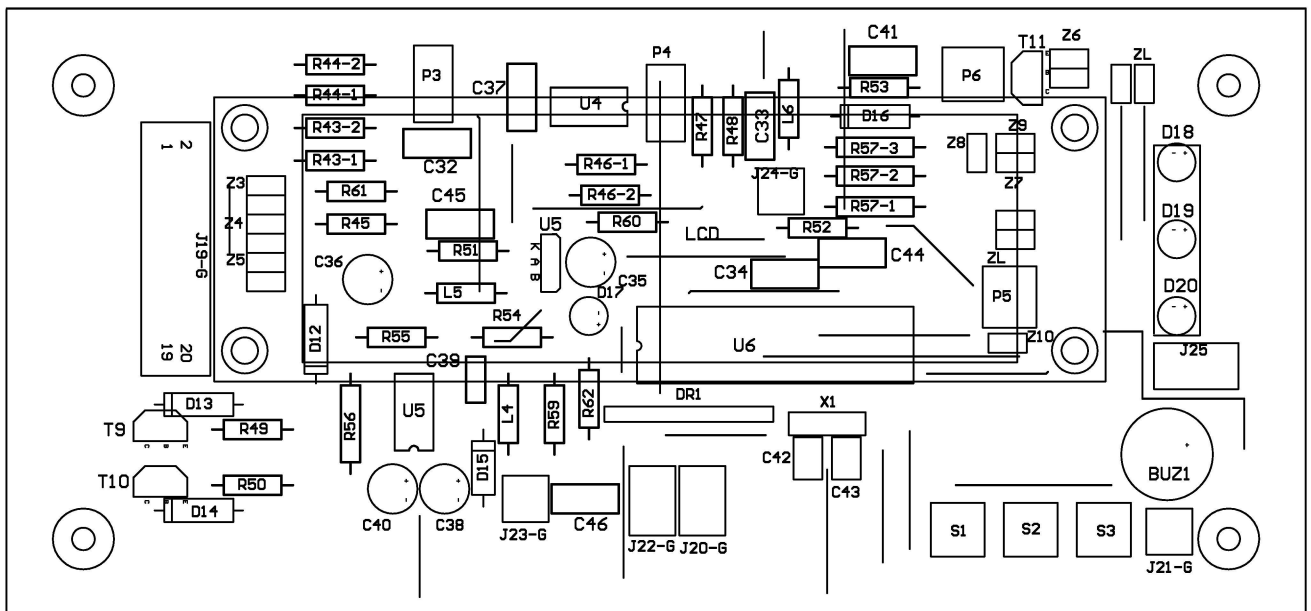 C41
T11
Z6
ZL
R44-2
P3
P4
P6
C37
R53
R44-1
U4
L6
R43-2
R47
R48
C33
D16
Z9
D18
2
1
R43-1
C32
R46-1
R57-3
Z8
J24-G
R57-2
Z7
Z3
R61
C45
R46-2
R57-1
D19
Z4
R45
U5
R60
R52
J19-G
R51
LCD
K A B
Z5
C36
C35
C34
C44
ZL
L5
D17
P5
D20
R54
D12
R55
U6
Z10
20
19
C39
J25
D13
R56
U5
L4
R59
R62
DR1
X1
T9
C B E
R49
D15
C42
C43
BUZ1
T10
C B E
R50
D14
C40
C38
J23-G
C46
J22-G
J20-G
S1
S2
S3
J21-G